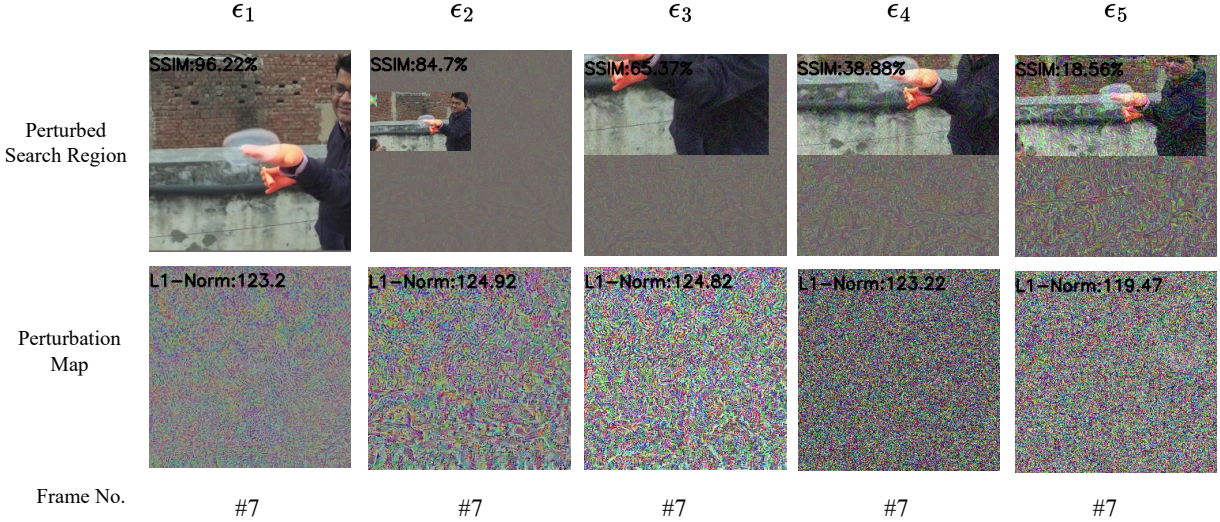 ϵ1 ϵ2 ϵ3 ϵ4 ϵ5
Perturbed
Search Region
SSIM:96.22% SSIM:84.7% SSIM:65.37% SSIM:38.88% SSIM:18.56%
Perturbation
Map
L1-Norm:123.2 L1-Norm:124.92 L1-Norm:124.82 L1-Norm:123.22 L1-Norm:119.47
Frame No.
#7 #7 #7 #7 #7